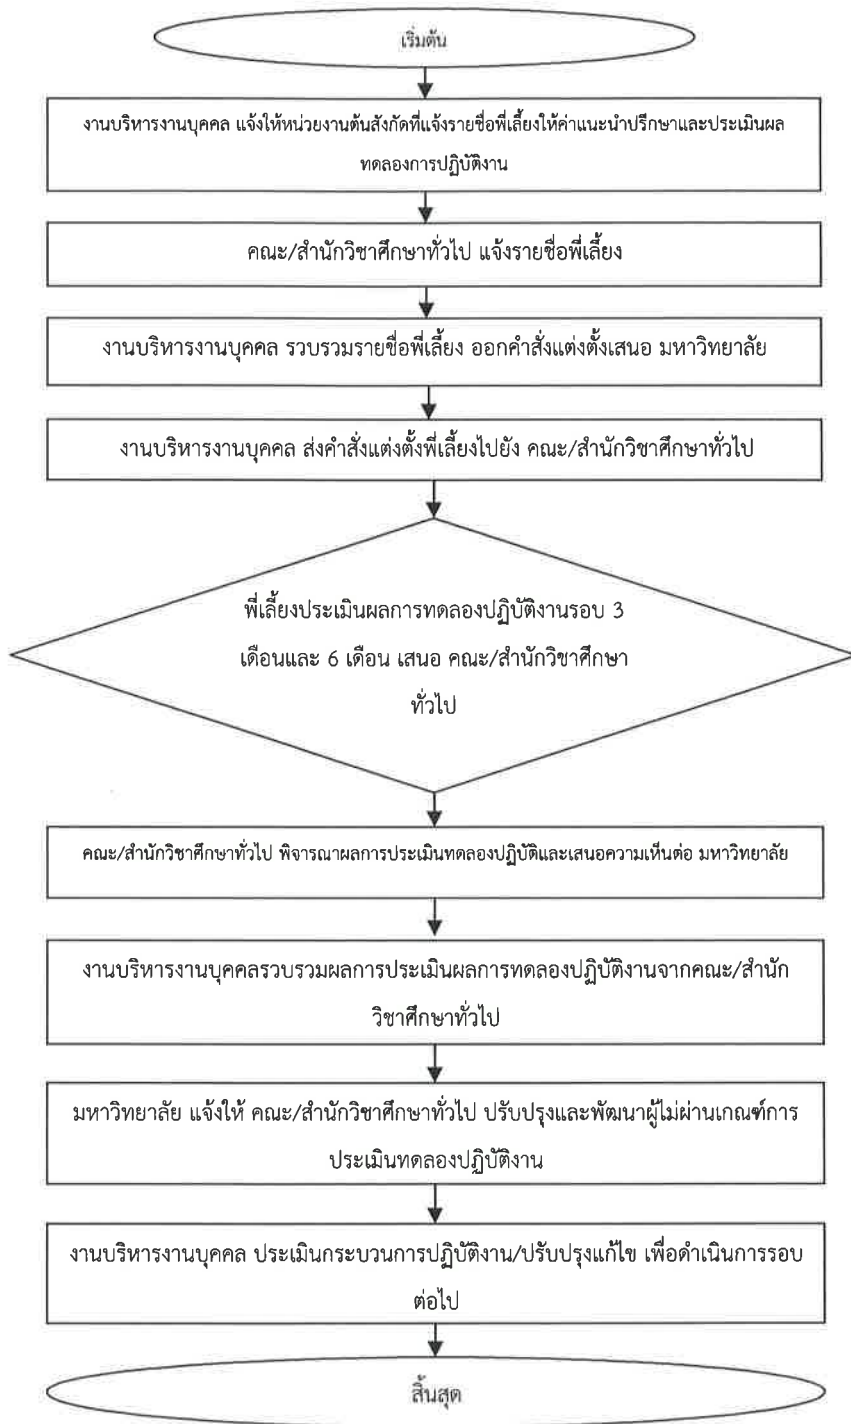 เริ่มต้น
งานบริหารงานบุคคล แจ้งให้หน่วยงานต้นสังกัดที่แจ้งรายชื่อพี่เลี้ยงให้คำแนะนำปรึกษาและประเมินผล
ทดลองการปฏิบัติงาน
คณะ/สำนักวิชาศึกษาทั่วไป แจ้งรายชื่อพี่เลี้ยง
งานบริหารงานบุคคล รวบรวมรายชื่อพี่เลี้ยง ออกคำสั่งแต่งตั้งเสนอ มหาวิทยาลัย
งานบริหารงานบุคคล ส่งคำสั่งแต่งตั้งพี่เลี้ยงไปยัง คณะ/สำนักวิชาศึกษาทั่วไป
พี่เลี้ยงประเมินผลการทดลองปฏิบัติงานรอบ 3
เดือนและ 6 เดือน เสนอ คณะ/สำนักวิชาศึกษา
ทั่วไป
คณะ/สำนักวิชาศึกษาทั่วไป พิจารณาผลการประเมินทดลองปฏิบัติและเสนอความเห็นต่อ มหาวิทยาลัย
งานบริหารงานบุคคลรวบรวมผลการประเมินผลการทดลองปฏิบัติงานจากคณะ/สำนัก
วิชาศึกษาทั่วไป
มหาวิทยาลัย แจ้งให้ คณะ/สำนักวิชาศึกษาทั่วไป ปรับปรุงและพัฒนาผู้ไม่ผ่านเกณฑ์การ
ประเมินทดลองปฏิบัติงาน
งานบริหารงานบุคคล ประเมินกระบวนการปฏิบัติงาน/ปรับปรุงแก้ไข เพื่อดำเนินการรอบ
ต่อไป
สิ้นสุด